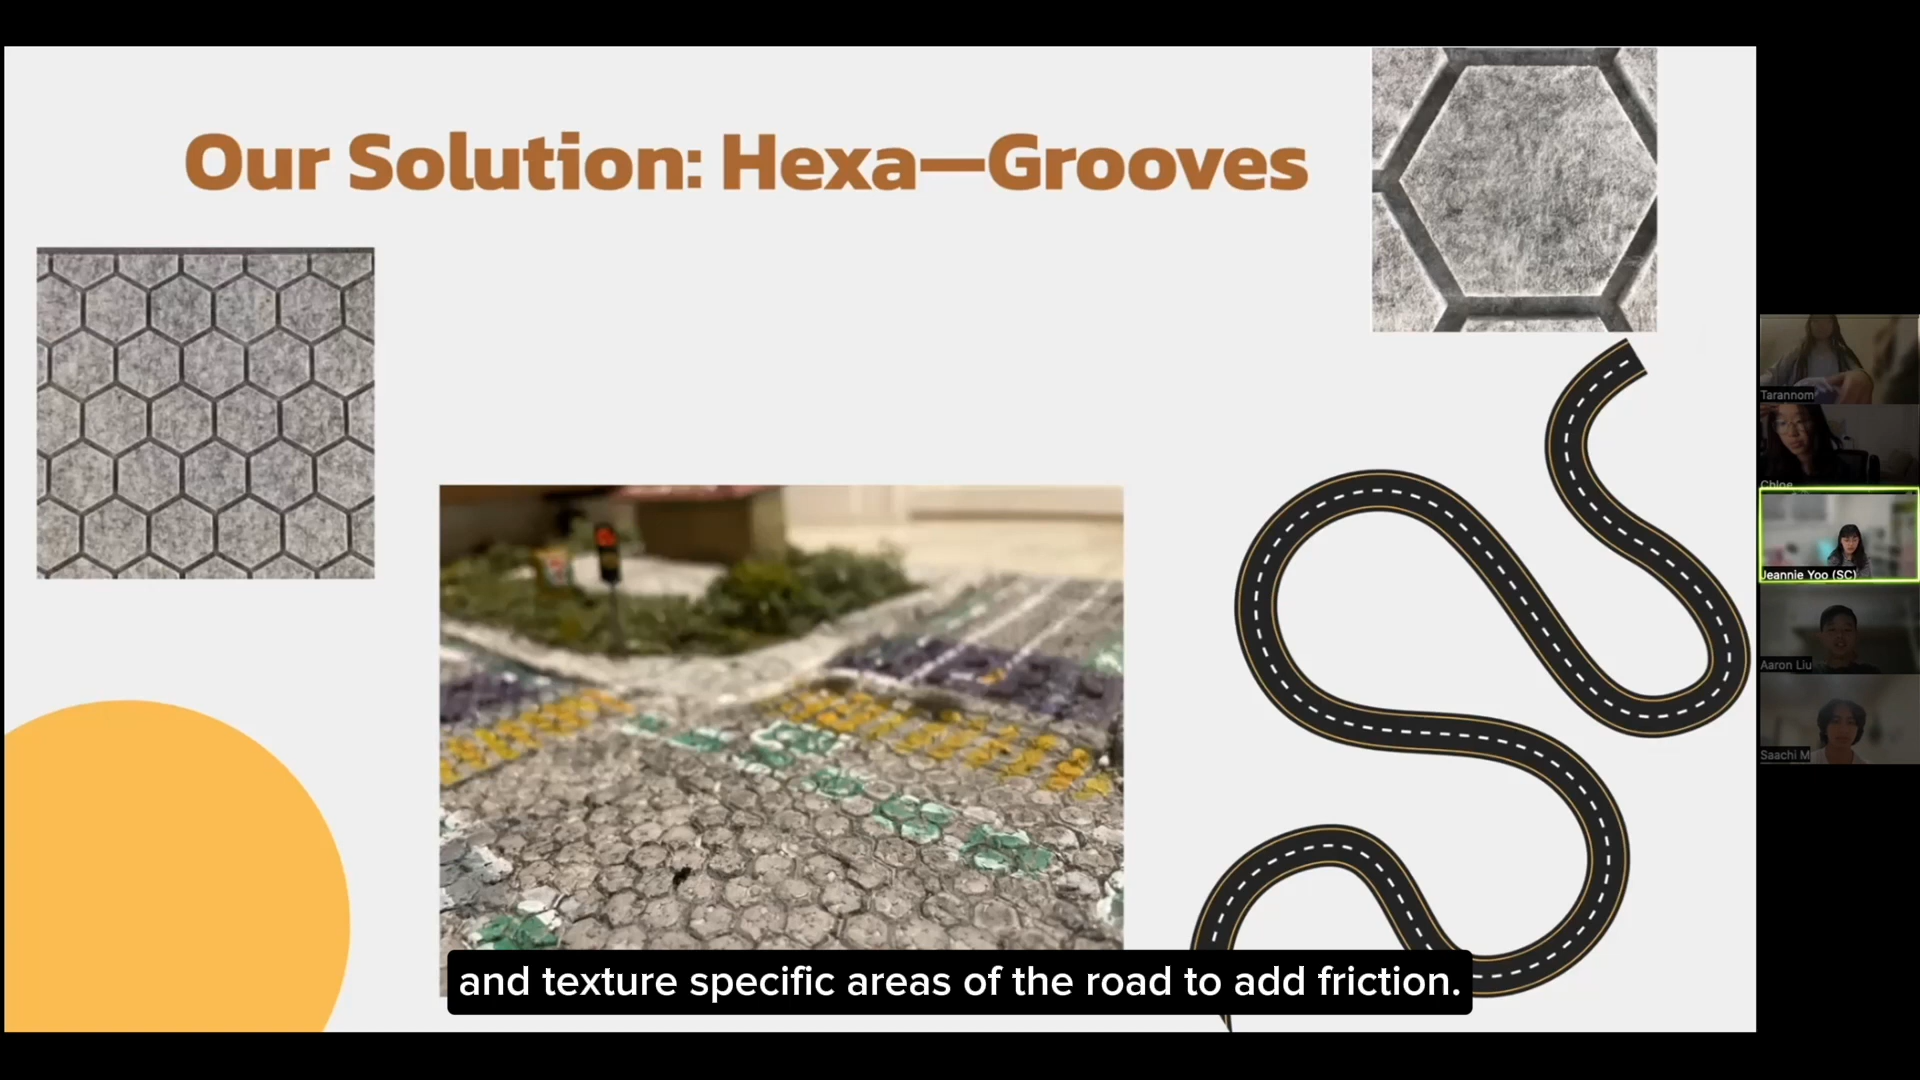 Our Solution: Hexa—Grooves
Tarannom
Chloe
Jeannie Yoo (SC)
Aaron Liu
Saachi M
and texture specific areas of the road to add friction.